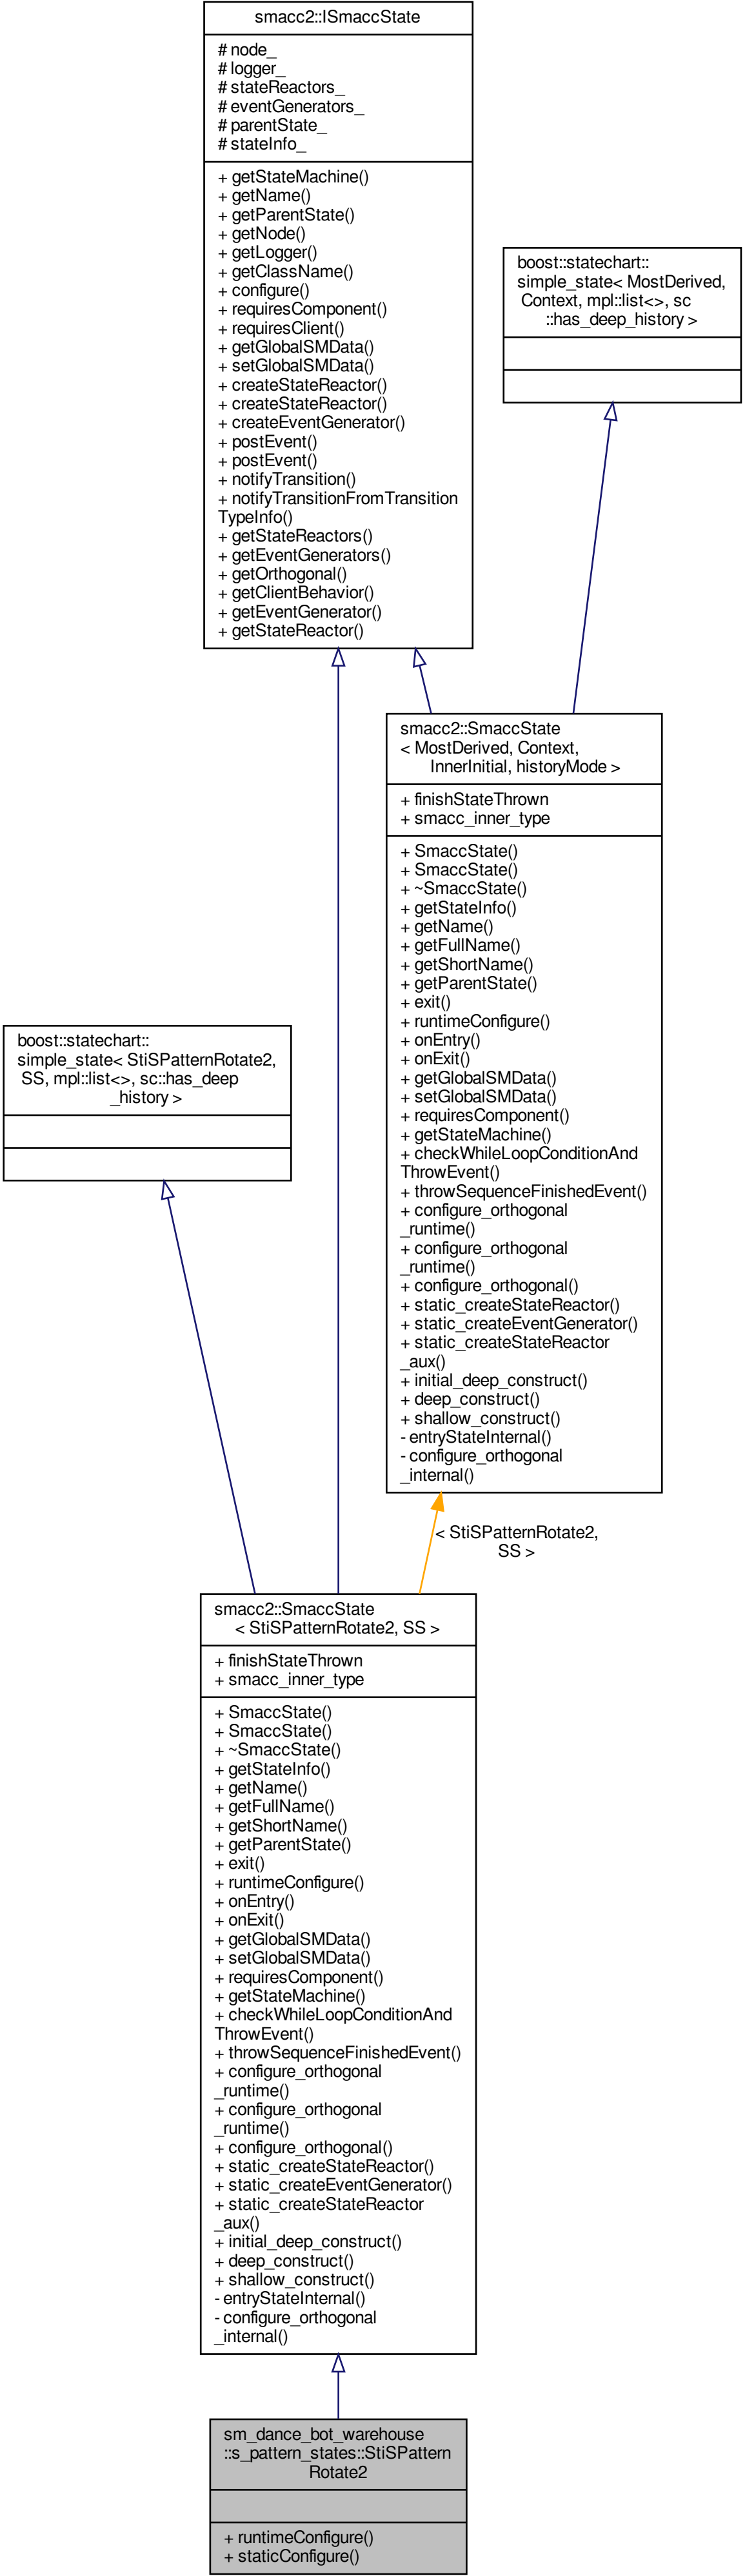 smacc2::ISmaccState
# node_
# logger_
# stateReactors_
# eventGenerators_
# parentState_
# stateInfo_
+ getStateMachine()
+ getName()
+ getParentState()
+ getNode()
+ getLogger()
+ getClassName()
+ configure()
+ requiresComponent()
+ requiresClient()
+ getGlobalSMData()
+ setGlobalSMData()
+ createStateReactor()
+ createStateReactor()
+ createEventGenerator()
+ postEvent()
+ postEvent()
+ notifyTransition()
+ notifyTransitionFromTransition
TypeInfo()
+ getStateReactors()
+ getEventGenerators()
+ getOrthogonal()
+ getClientBehavior()
+ getEventGenerator()
+ getStateReactor()
boost::statechart::
simple_state< MostDerived,
Context, mpl::list<>, sc
::has_deep_history >
smacc2::SmaccState
< MostDerived, Context,
InnerInitial, historyMode >
+ finishStateThrown
+ smacc_inner_type
+ SmaccState()
+ SmaccState()
+ ~SmaccState()
+ getStateInfo()
+ getName()
+ getFullName()
+ getShortName()
+ getParentState()
+ exit()
+ runtimeConfigure()
+ onEntry()
+ onExit()
+ getGlobalSMData()
+ setGlobalSMData()
+ requiresComponent()
+ getStateMachine()
+ checkWhileLoopConditionAnd
ThrowEvent()
+ throwSequenceFinishedEvent()
+ configure_orthogonal
_runtime()
+ configure_orthogonal
_runtime()
+ configure_orthogonal()
+ static_createStateReactor()
+ static_createEventGenerator()
+ static_createStateReactor
_aux()
+ initial_deep_construct()
+ deep_construct()
+ shallow_construct()
- entryStateInternal()
- configure_orthogonal
_internal()
boost::statechart::
simple_state< StiSPatternRotate2,
SS, mpl::list<>, sc::has_deep
_history >
< StiSPatternRotate2,
SS >
smacc2::SmaccState
< StiSPatternRotate2, SS >
+ finishStateThrown
+ smacc_inner_type
+ SmaccState()
+ SmaccState()
+ ~SmaccState()
+ getStateInfo()
+ getName()
+ getFullName()
+ getShortName()
+ getParentState()
+ exit()
+ runtimeConfigure()
+ onEntry()
+ onExit()
+ getGlobalSMData()
+ setGlobalSMData()
+ requiresComponent()
+ getStateMachine()
+ checkWhileLoopConditionAnd
ThrowEvent()
+ throwSequenceFinishedEvent()
+ configure_orthogonal
_runtime()
+ configure_orthogonal
_runtime()
+ configure_orthogonal()
+ static_createStateReactor()
+ static_createEventGenerator()
+ static_createStateReactor
_aux()
+ initial_deep_construct()
+ deep_construct()
+ shallow_construct()
- entryStateInternal()
- configure_orthogonal
_internal()
sm_dance_bot_warehouse
::s_pattern_states::StiSPattern
Rotate2
+ runtimeConfigure()
+ staticConfigure()